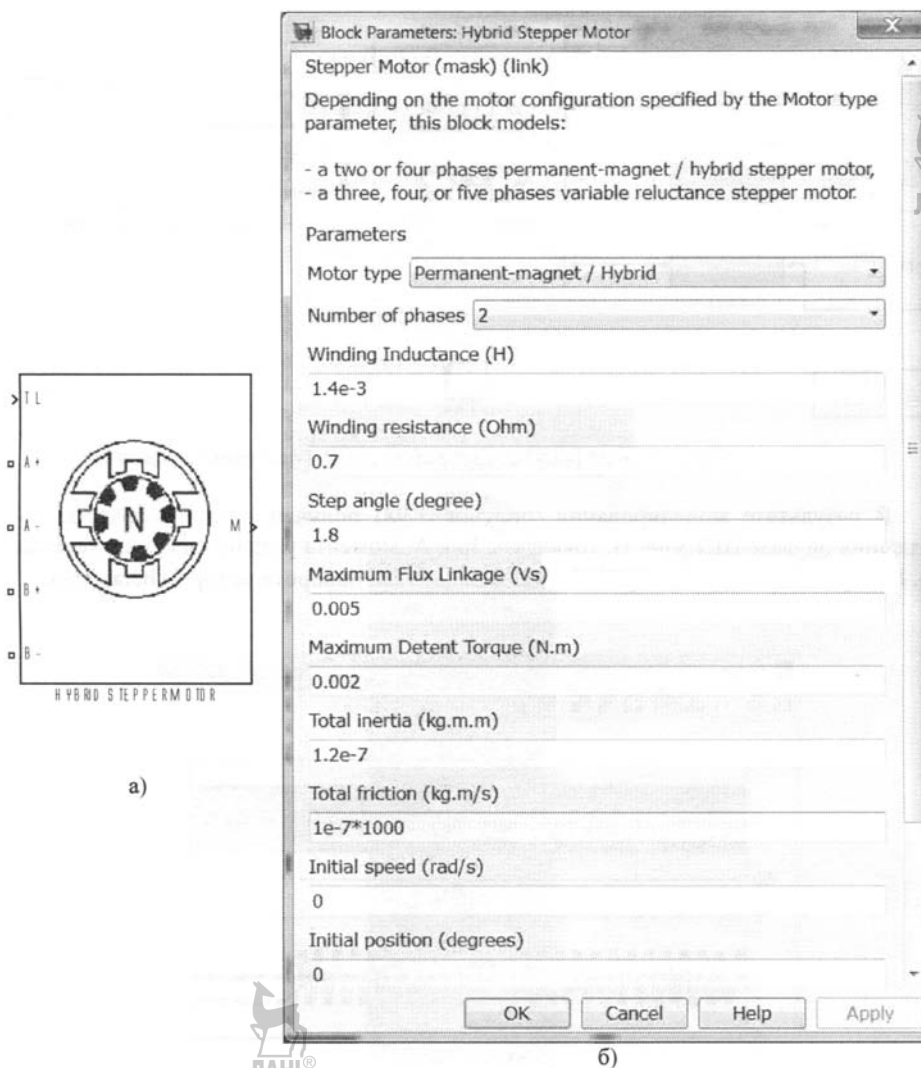 Block Parameters: Hybrid Stepper Motor
Stepper Motor (mask) (link)
Depending on the motor configuration specified by the Motor type
parameter, this block models:
- a two or four phases permanent-magnet / hybrid stepper motor,
- a three, four, or five phases variable reluctance stepper motor.
Parameters
Motor type Permanent-magnet / Hybrid
Number of phases 2
Winding Inductance (H)
1.4e-3
Winding resistance (Ohm)
0.7
Step angle (degree)
1.8
Maximum Flux Linkage (Vs)
0.005
Maximum Detent Torque (N.m)
0.002
Total inertia (kg.m.m)
1.2e-7
Total friction (kg.m/s)
1e-7*1000
Initial speed (rad/s)
0
Initial position (degrees)
0
OK Cancel Help Apply
б)
TL
A+
A-
B+
B-
N
M
HYBRID STEPPERMOTOR
а)
ЛАНЬ®